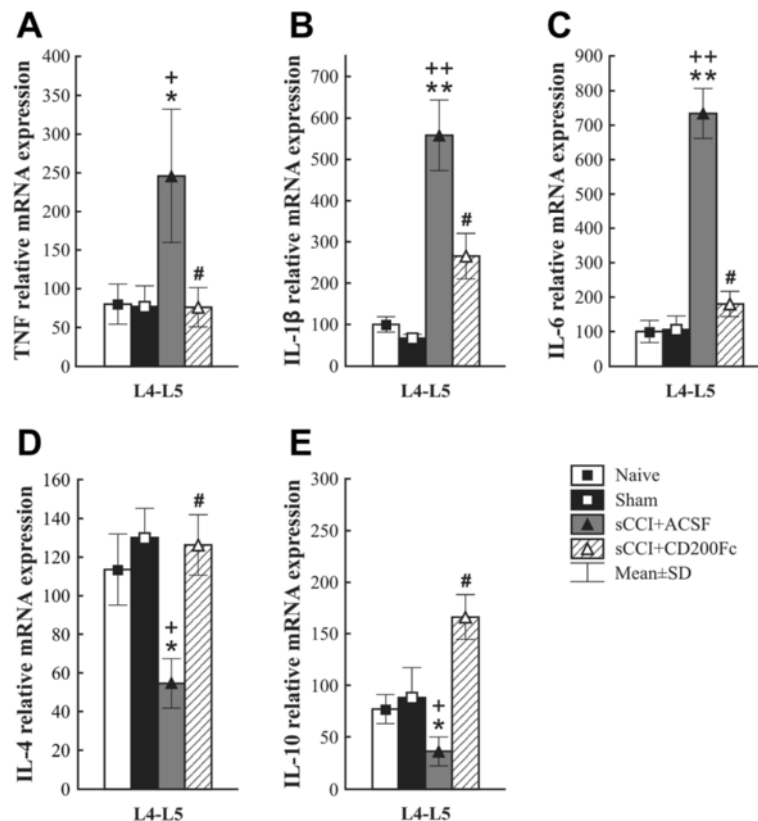 A
TNF relative mRNA expression
400
350
300
250
200
150
100
50
0
+
*
#
L4-L5
B
IL-1β relative mRNA expression
700
600
500
400
300
200
100
0
++
**
#
L4-L5
C
IL-6 relative mRNA expression
900
800
700
600
500
400
300
200
100
0
++
**
#
L4-L5
D
IL-4 relative mRNA expression
160
140
120
100
80
60
40
20
0
+
*
#
L4-L5
E
IL-10 relative mRNA expression
300
250
200
150
100
50
0
+
*
#
L4-L5
Naive
Sham
sCCI+ACSF
sCCI+CD200Fc
Mean±SD